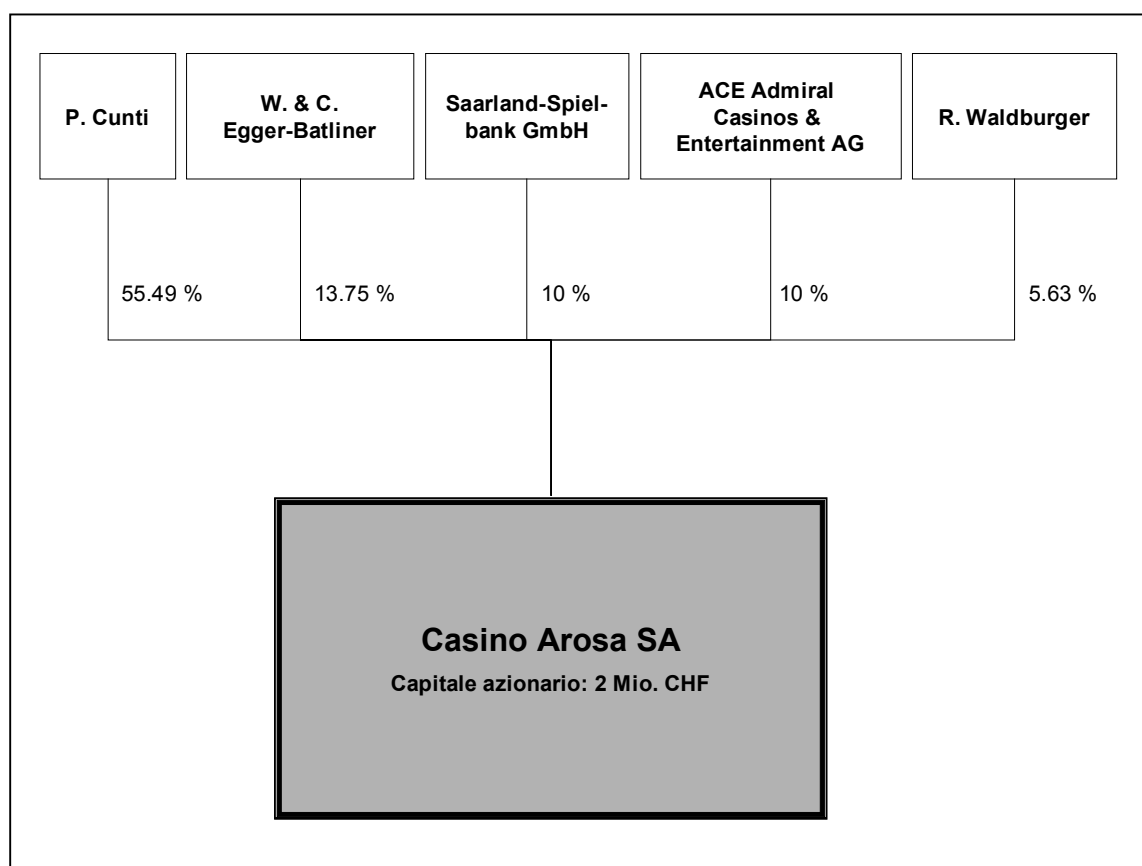 P. Cunti
W. & C.
Egger-Batliner
Saarland-Spiel-
bank GmbH
ACE Admiral
Casinos &
Entertainment AG
R. Waldburger
55.49 %
13.75 %
10 %
10 %
5.63 %
Casino Arosa SA
Capitale azionario: 2 Mio. CHF